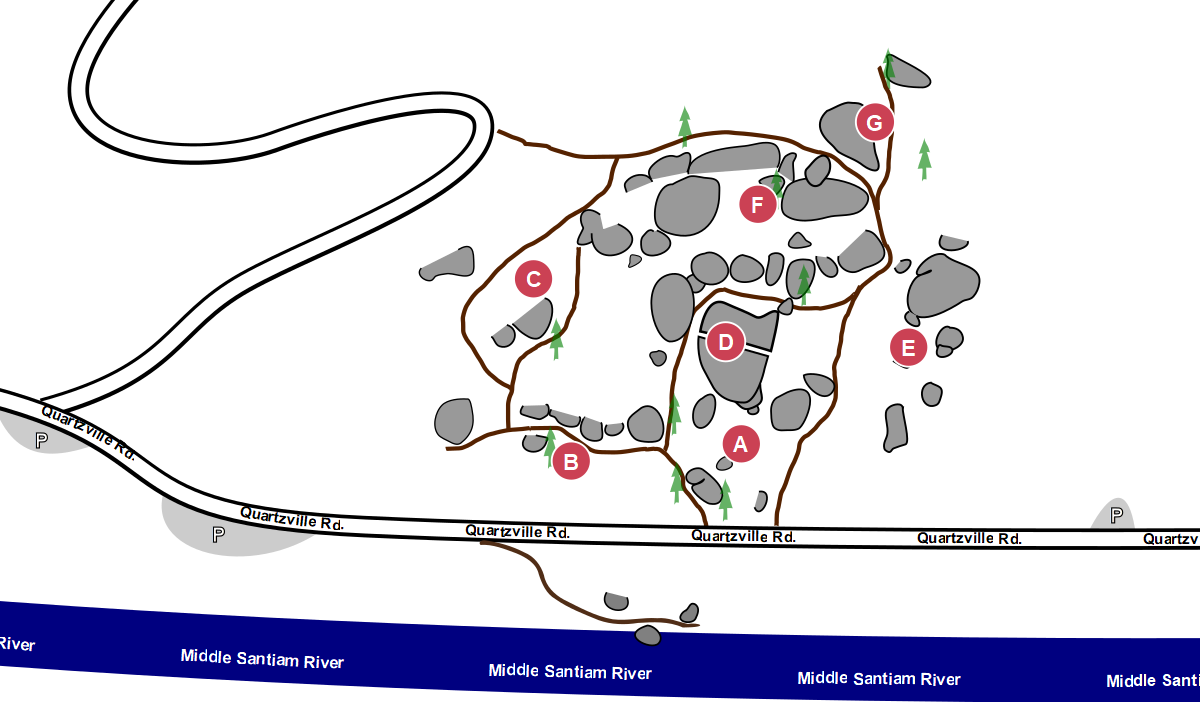 G
F
C
D
E
A
B
P
Quartzville Rd.
P
Quartzville Rd.
Quartzville Rd.
Quartzville Rd.
Quartzville Rd.
P
Quartzv
River
Middle Santiam River
Middle Santiam River
Middle Santiam River
Middle Santi